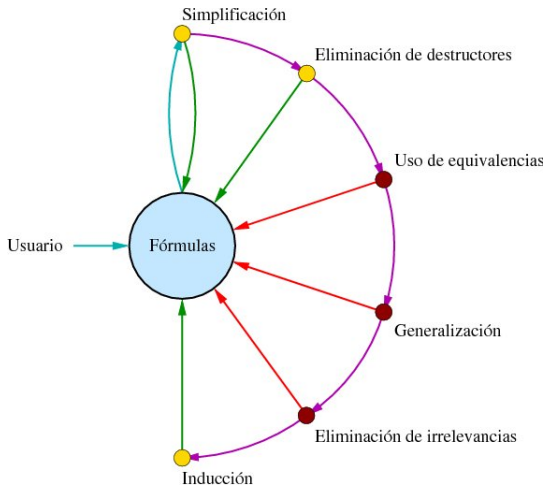 Simplificación
Eliminación de destructores
Uso de equivalencias
Usuario
Fórmulas
Generalización
Eliminación de irrelevancias
Inducción